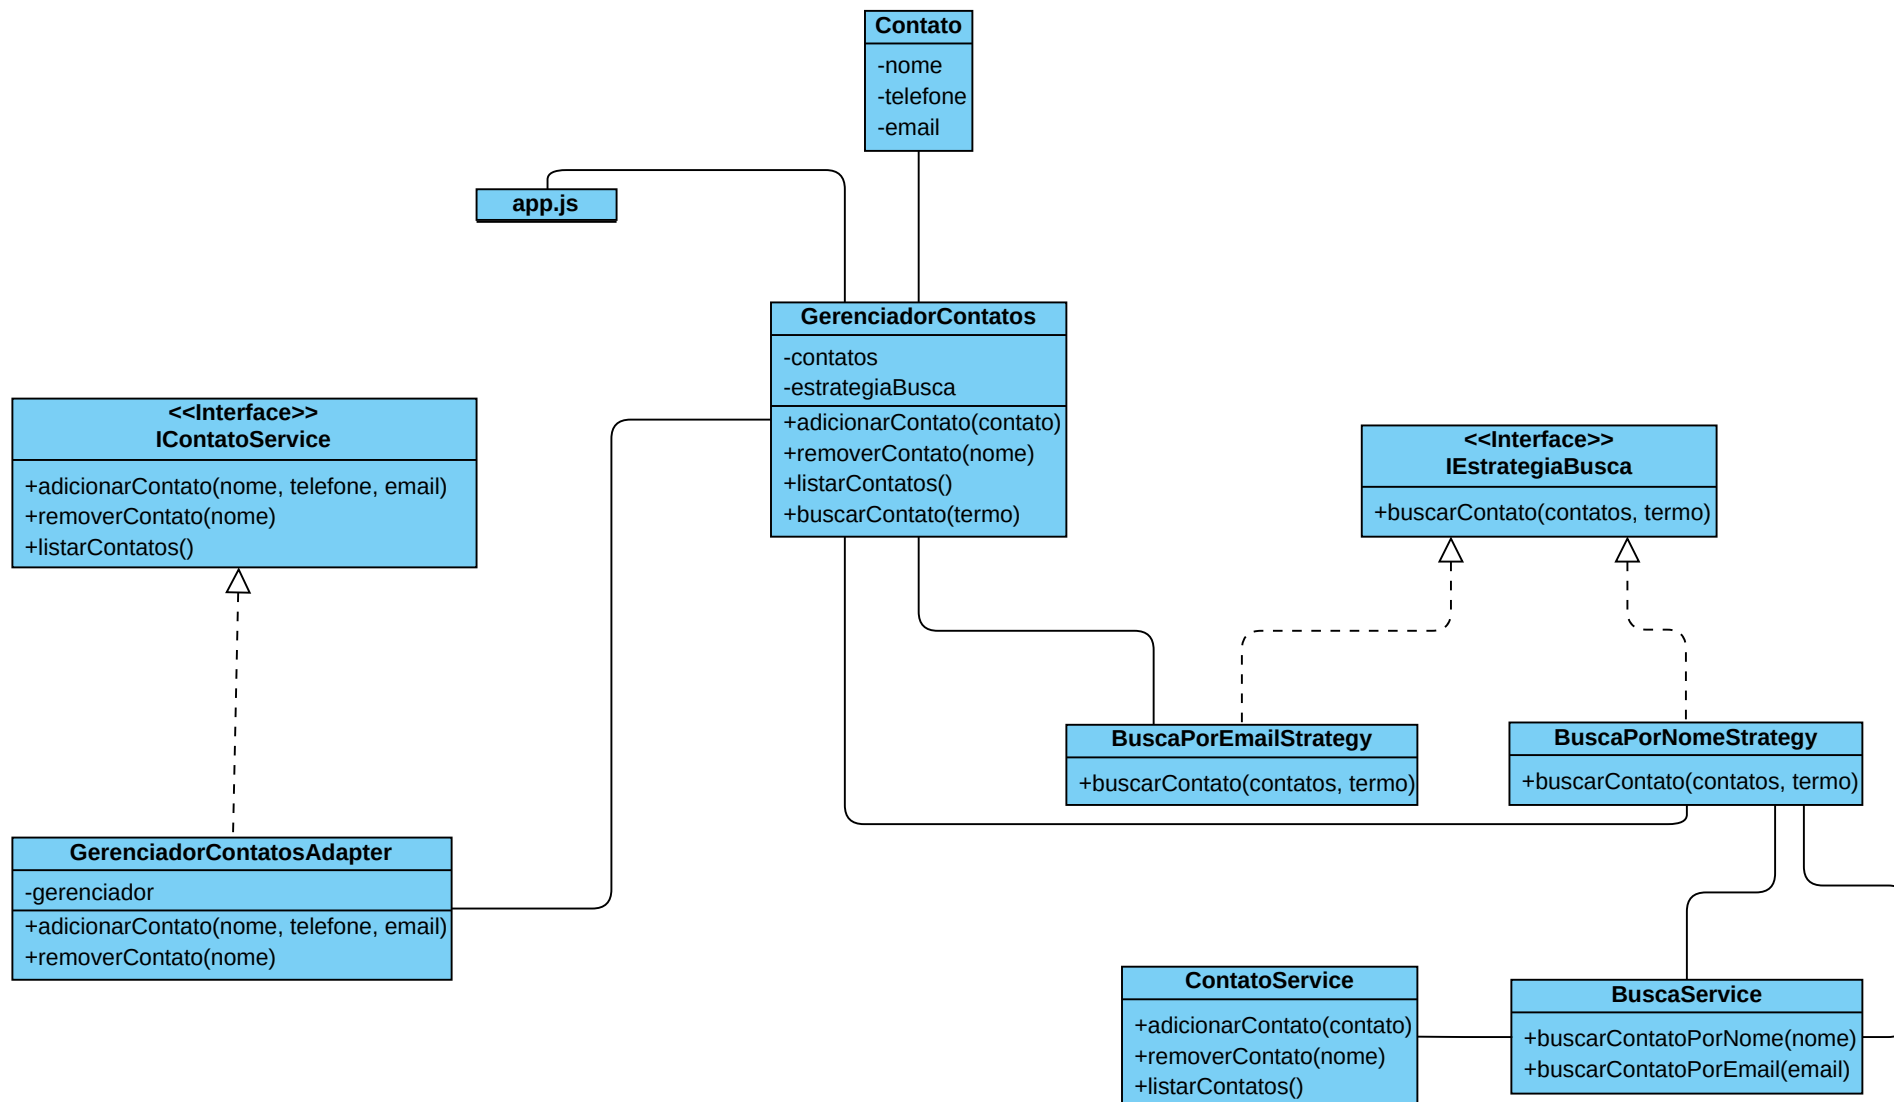 Contato
-nome
-telefone
-email
app.js
GerenciadorContatos
-contatos
-estrategiaBusca
+adicionarContato(contato)
+removerContato(nome)
+listarContatos()
+buscarContato(termo)
<<Interface>>
IContatoService
+adicionarContato(nome, telefone, email)
+removerContato(nome)
+listarContatos()
<<Interface>>
IEstrategiaBusca
+buscarContato(contatos, termo)
BuscaPorEmailStrategy
+buscarContato(contatos, termo)
BuscaPorNomeStrategy
+buscarContato(contatos, termo)
GerenciadorContatosAdapter
-gerenciador
+adicionarContato(nome, telefone, email)
+removerContato(nome)
ContatoService
+adicionarContato(contato)
+removerContato(nome)
+listarContatos()
BuscaService
+buscarContatoPorNome(nome)
+buscarContatoPorEmail(email)